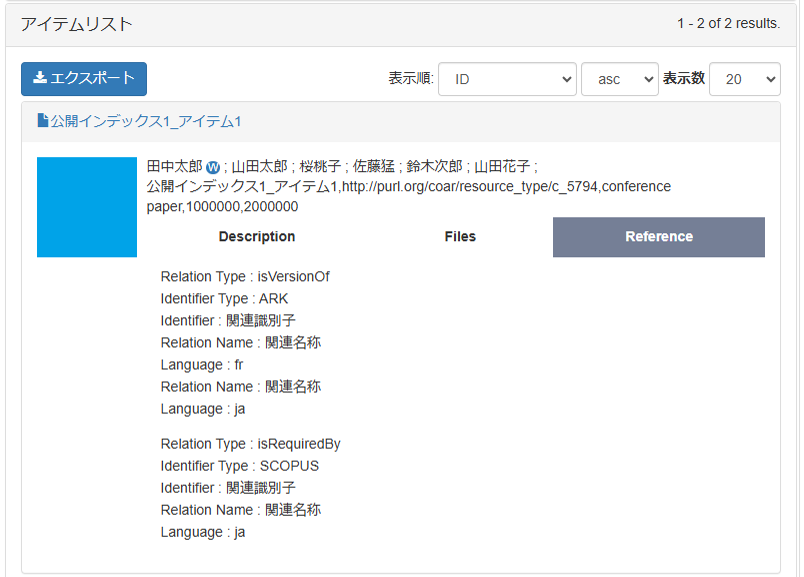 アイテムリスト 1 - 2 of 2 results.
エクスポート 表示順: ID asc 表示数 20
公開インデックス1_アイテム1
田中太郎 W ; 山田太郎 ; 桜桃子 ; 佐藤猛 ; 鈴木次郎 ; 山田花子 ;
公開インデックス1_アイテム1,http://purl.org/coar/resource_type/c_5794,conference
paper,1000000,2000000
Description Files Reference
Relation Type : isVersionOf
Identifier Type : ARK
Identifier : 関連識別子
Relation Name : 関連名称
Language : fr
Relation Name : 関連名称
Language : ja
Relation Type : isRequiredBy
Identifier Type : SCOPUS
Identifier : 関連識別子
Relation Name : 関連名称
Language : ja